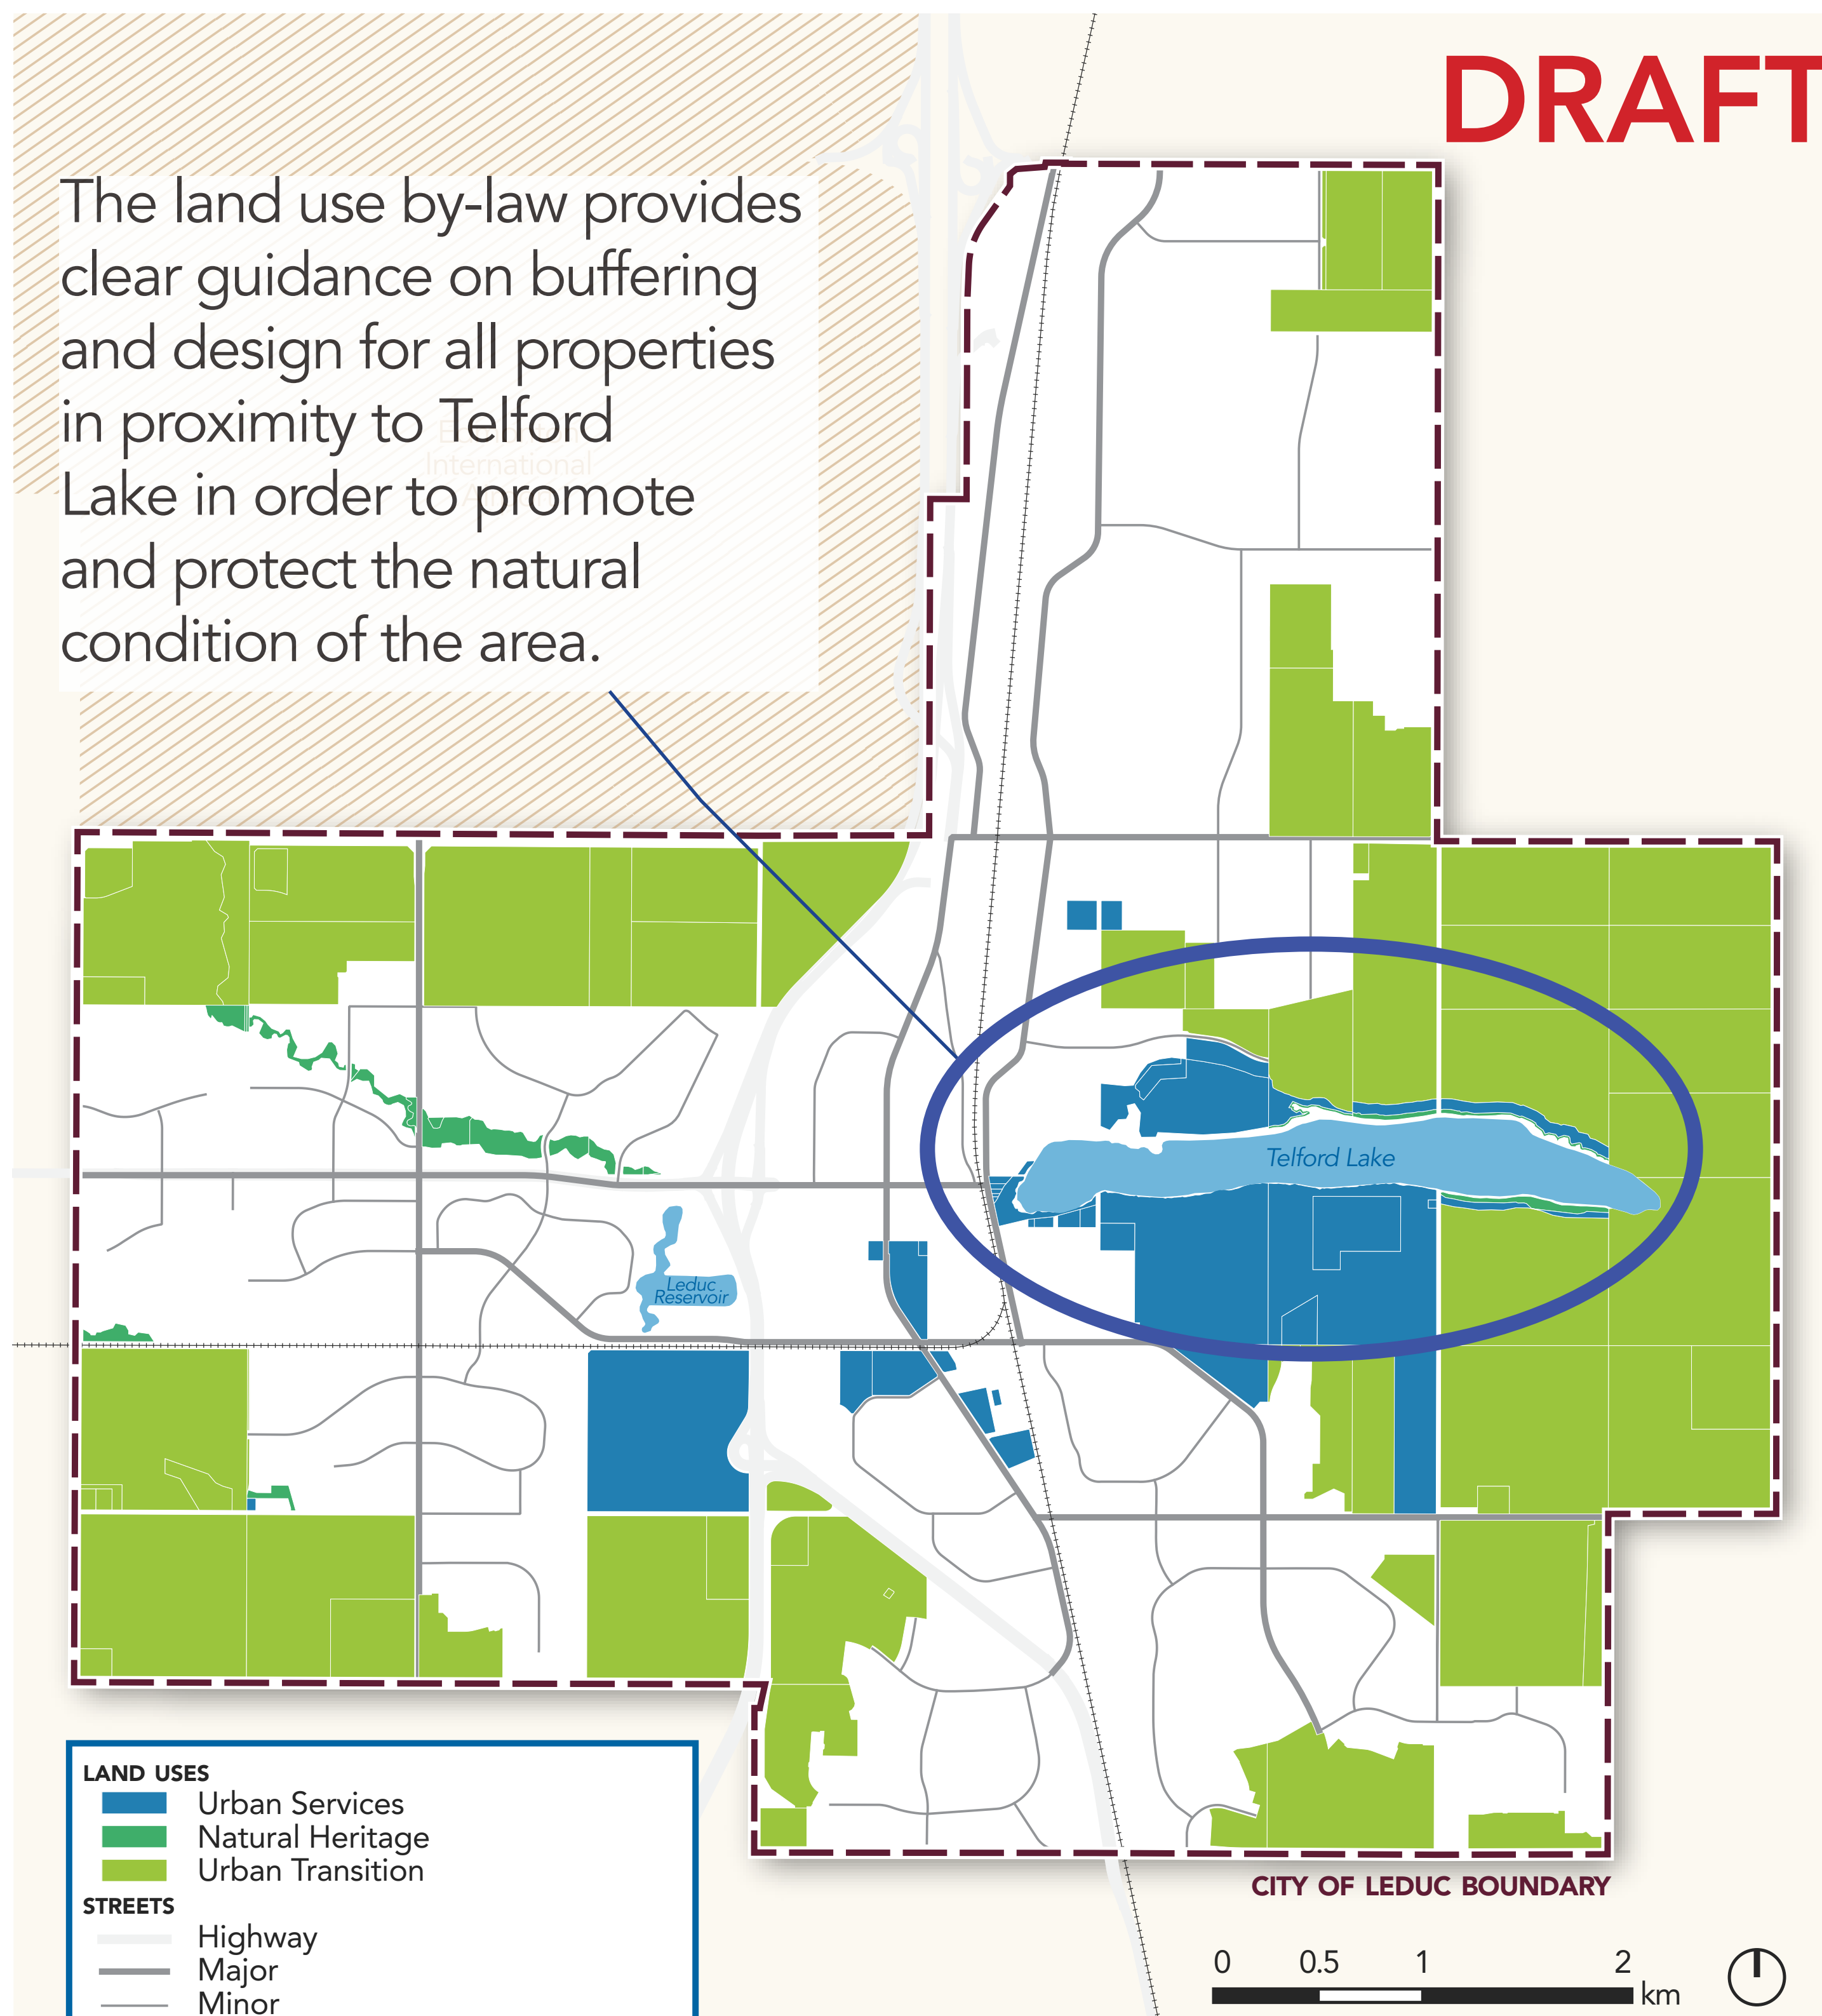 DRAFT
The land use by-law provides
clear guidance on buffering
and design for all properties
in proximity to Telford
Lake in order to promote
and protect the natural
condition of the area.
International
Telford Lake
Leduc
Reservoir
LAND USES
Urban Services
Natural Heritage
Urban Transition
STREETS
Highway
Major
Minor
CITY OF LEDUC BOUNDARY
0 0.5 1 2
km